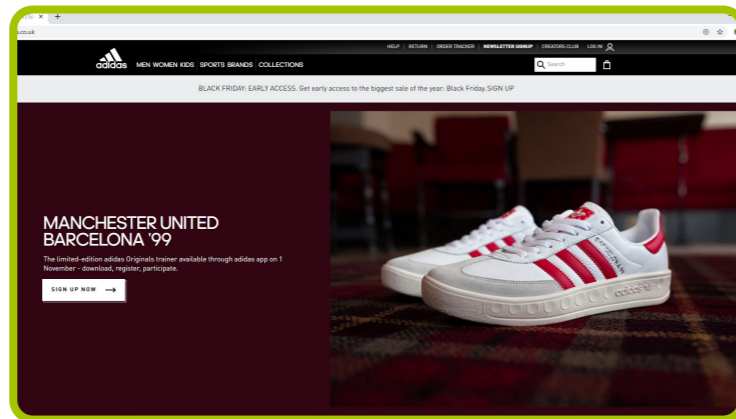 s.co.uk
HELP | RETURN | ORDER TRACKER | NEWSLETTER SIGNUP | CREATORS CLUB LOG IN
adidas MEN WOMEN KIDS SPORTS BRANDS COLLECTIONS Search
BLACK FRIDAY: EARLY ACCESS. Get early access to the biggest sale of the year: Black Friday. SIGN UP
MANCHESTER UNITED
BARCELONA '99
The limited-edition adidas Originals trainer available through adidas app on 1
November - download, register, participate.
SIGN UP NOW
adidas